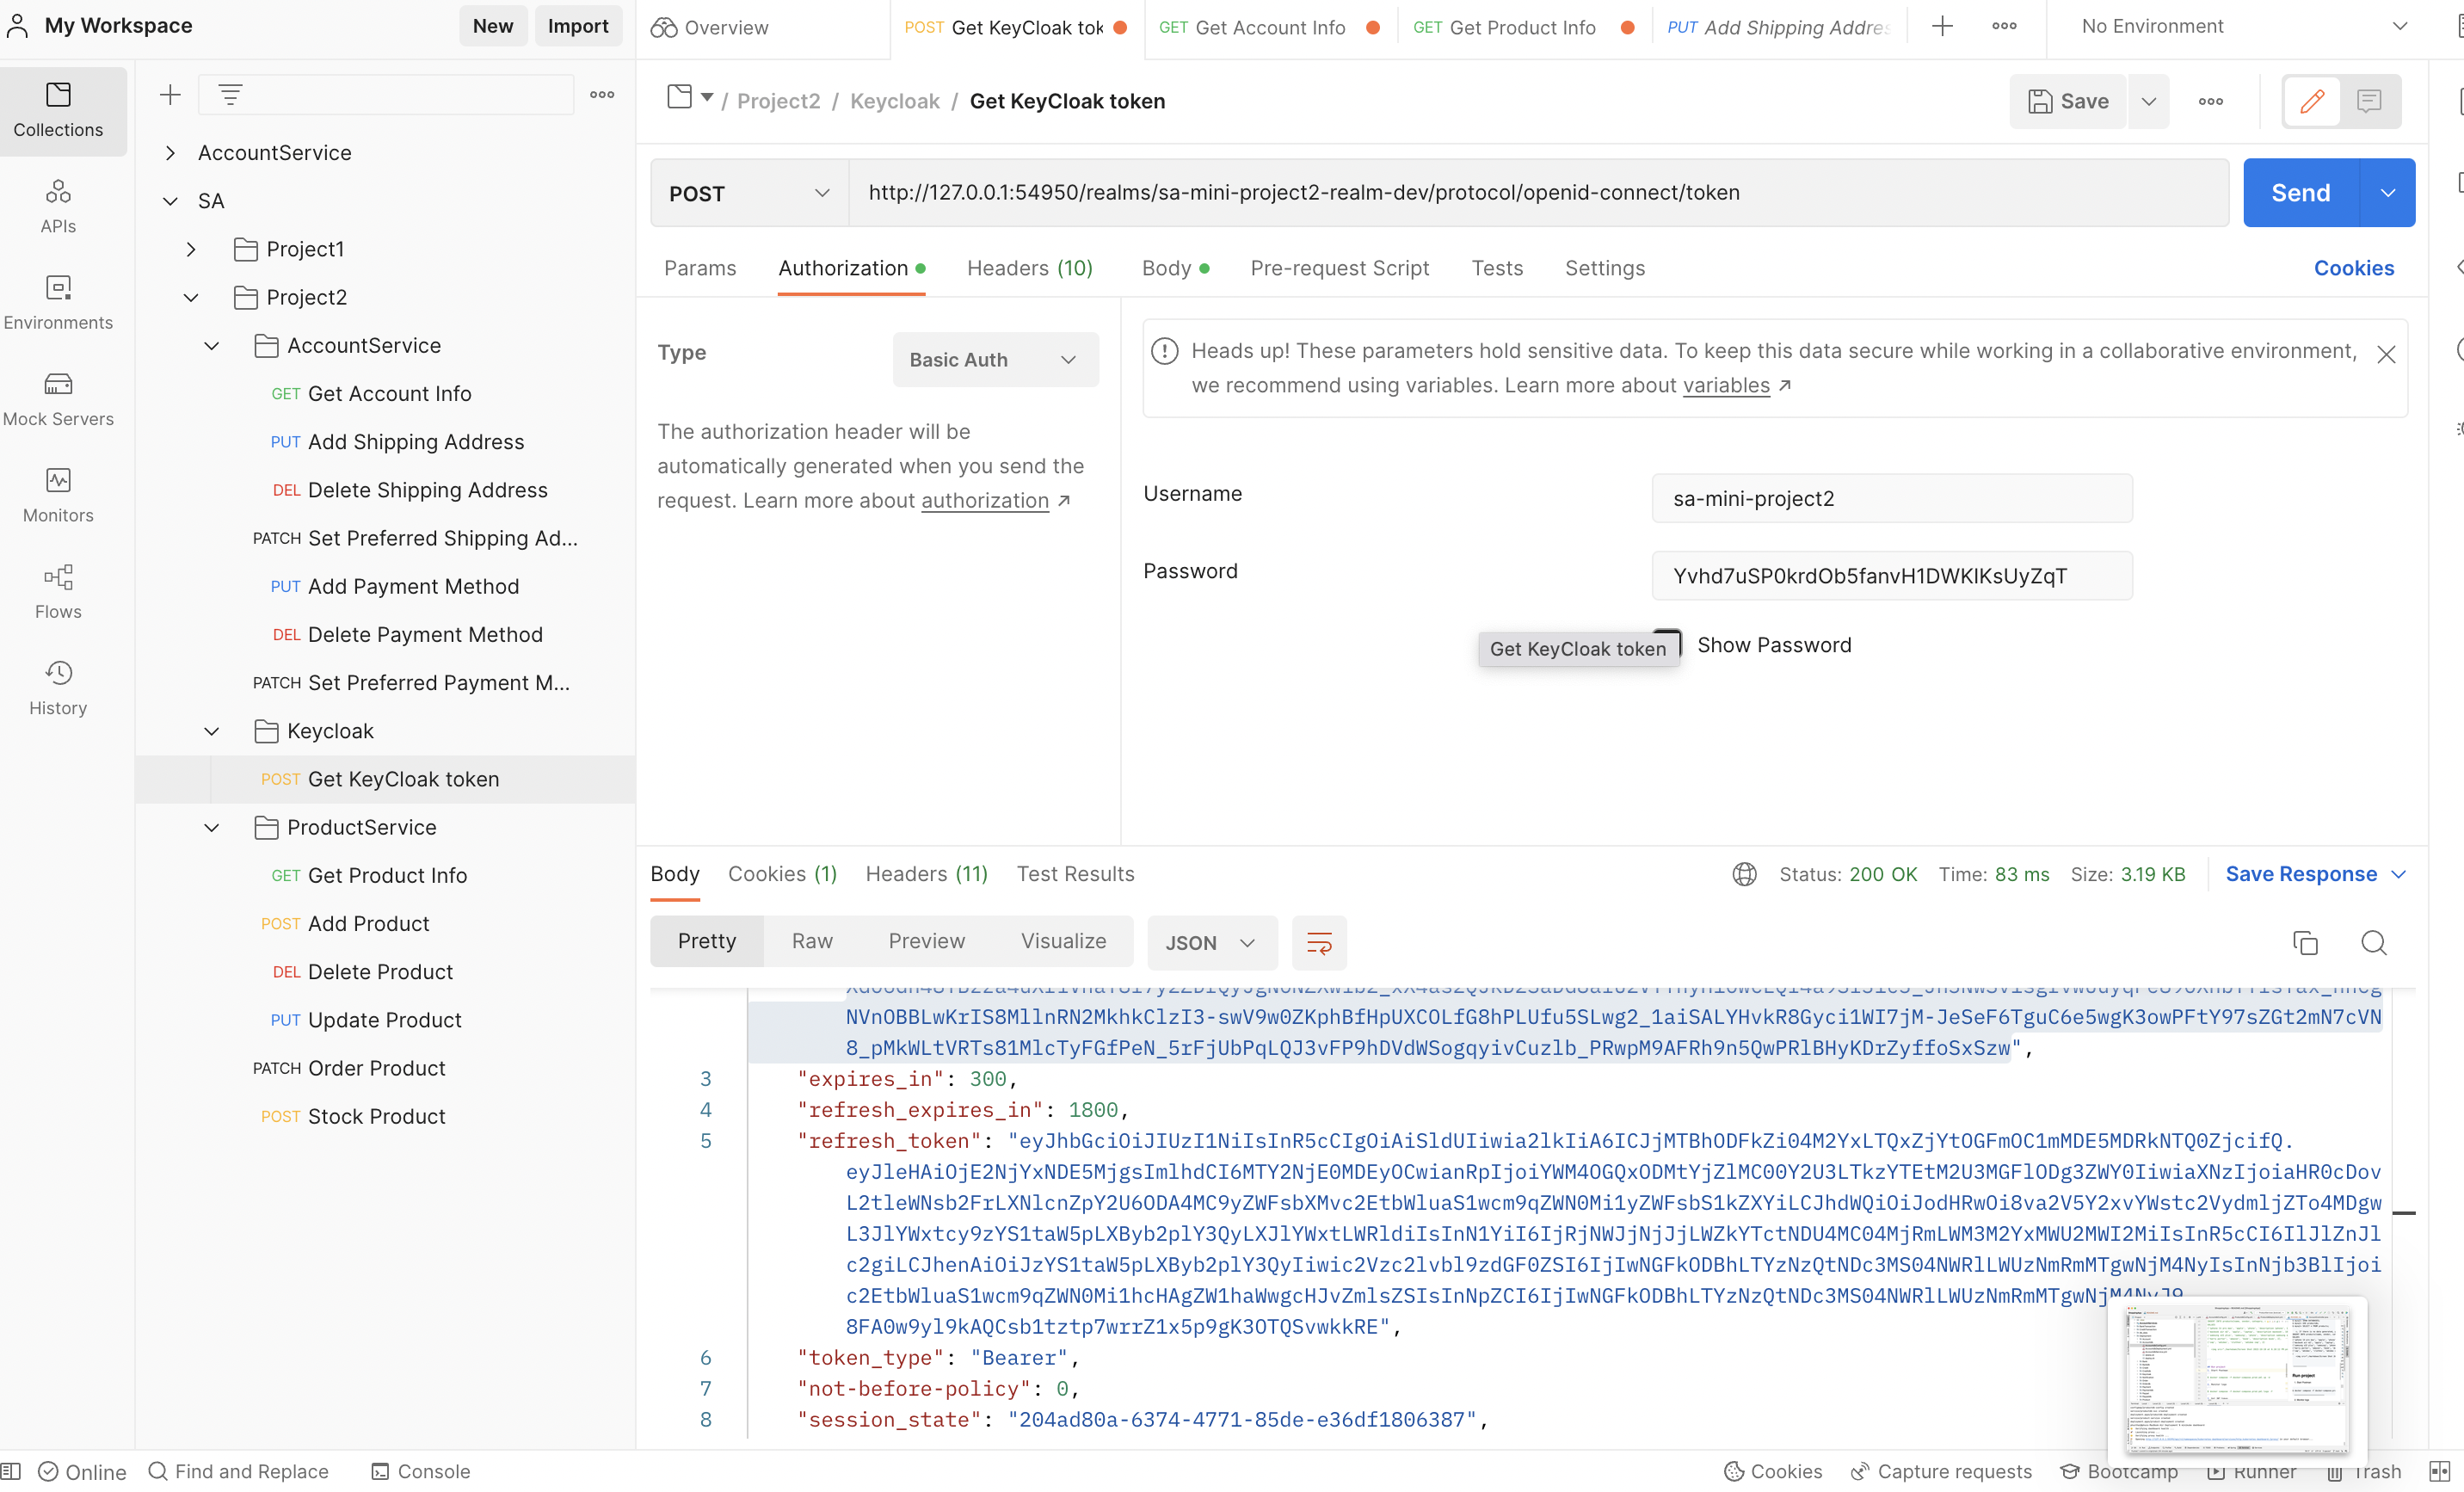 My Workspace
New
Import
Overview
POST Get KeyCloak tok
GET Get Account Info
GET Get Product Info
PUT Add Shipping Addres
No Environment
Collections
APIs
Environments
Mock Servers
Monitors
Flows
History
AccountService
SA
Project1
Project2
AccountService
GET Get Account Info
PUT Add Shipping Address
DEL Delete Shipping Address
PATCH Set Preferred Shipping Ad...
PUT Add Payment Method
DEL Delete Payment Method
PATCH Set Preferred Payment M...
Keycloak
POST Get KeyCloak token
ProductService
GET Get Product Info
POST Add Product
DEL Delete Product
PUT Update Product
PATCH Order Product
POST Stock Product
/ Project2 / Keycloak / Get KeyCloak token
Save
POST
http://127.0.0.1:54950/realms/sa-mini-project2-realm-dev/protocol/openid-connect/token
Send
Params
Authorization
Headers (10)
Body
Pre-request Script
Tests
Settings
Cookies
Type
Basic Auth
The authorization header will be
automatically generated when you send the
request. Learn more about authorization ↗
Heads up! These parameters hold sensitive data. To keep this data secure while working in a collaborative environment,
we recommend using variables. Learn more about variables ↗
Username
sa-mini-project2
Password
Yvhd7uSP0krdOb5fanvH1DWKIKsUyZqT
Get KeyCloak token
Show Password
Body
Cookies (1)
Headers (11)
Test Results
Status: 200 OK
Time: 83 ms
Size: 3.19 KB
Save Response
Pretty
Raw
Preview
Visualize
JSON
NVnOBBLwKrIS8MllnRN2MkhkClzI3-swV9w0ZKphBfHpUXCOLfG8hPLUfu5SLwg2_1aiSALYHvkR8Gyci1WI7jM-JeSeF6TguC6e5wgK3owPFtY97sZGt2mN7cVN
8_pMkWLtVRTs81MlcTyFGfPeN_5rFjUbPqLQJ3vFP9hDVdWSogqyivCuzlb_PRwpM9AFRh9n5QwPRlBHyKDrZyffoSxSzw",
3 "expires_in": 300,
4 "refresh_expires_in": 1800,
5 "refresh_token": "eyJhbGciOiJIUzI1NiIsInR5cCIgOiAiSldUIiwia2lkIiA6ICJjMTBhODFkZi04M2YxLTQxZjYtOGFmOC1mMDE5MDRkNTQ0ZjcifQ.
eyJleHAiOjE2NjYxNDE5MjgsImlhdCI6MTY2NjE0MDEyOCwianRpIjoiYWM4OGQxODMtYjZlMC00Y2U3LTkzYTEtM2U3MGFlODg3ZWY0IiwiaXNzIjoiaHR0cDov
L2tleWNsb2FrLXNlcnZpY2U6ODA4MC9yZWFsbXMvc2EtbWluaS1wcm9qZWN0Mi1yZWFsbS1kZXYiLCJhdWQiOiJodHRwOi8va2V5Y2xvYWstc2VydmljZTo4MDgw
L3JlYWxtcy9zYS1taW5pLXByb2plY3QyLXJlYWxtLWRldiIsInN1YiI6IjRjNWJjNjJjLWZkYTctNDU4MC04MjRmLWM3M2YxMWU2MWI2MiIsInR5cCI6IlJlZnJl
c2giLCJhenAiOiJzYS1taW5pLXByb2plY3QyIiwic2Vzc2lvbl9zdGF0ZSI6IjIwNGFkODBhLTYzNzQtNDc3MS04NWRlLWUzNmRmMTgwNjM4NyIsInNjb3BlIjoi
c2EtbWluaS1wcm9qZWN0Mi1hcHAgZW1haWwgcHJvZmlsZSIsInNpZCI6IjIwNGFkODBhLTYzNzQtNDc3MS04NWRlLWUzNmRmMTgwNjM4NyJ9.
8FA0w9yl9kAQCsb1tztp7wrrZ1x5p9gK3OTQSvwkkRE",
6 "token_type": "Bearer",
7 "not-before-policy": 0,
8 "session_state": "204ad80a-6374-4771-85de-e36df1806387",
Online
Find and Replace
Console
Cookies
Capture requests
Bootcamp
Runner
Trash